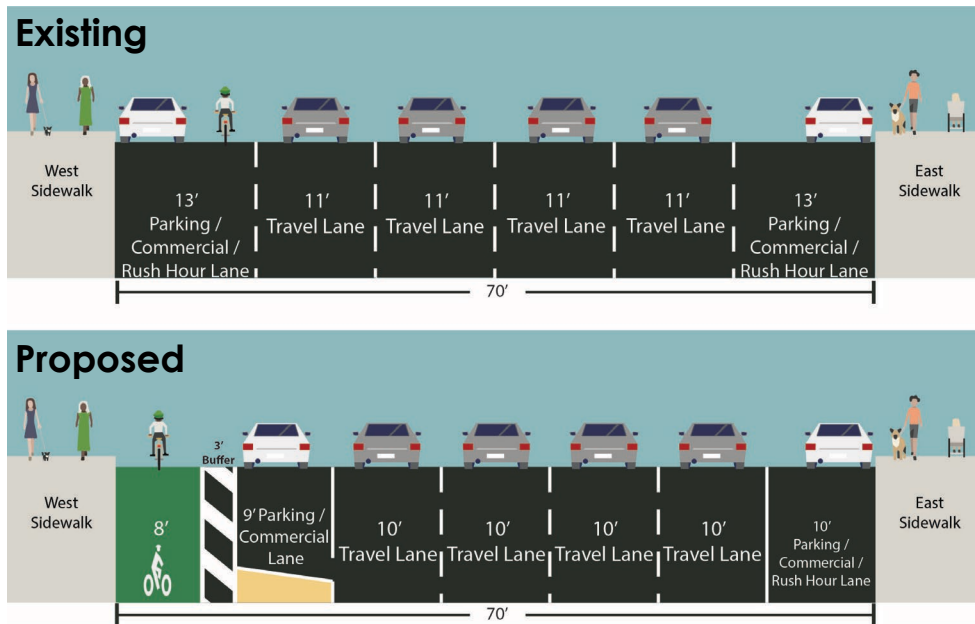 Existing
West
Sidewalk
13’
Parking /
Commercial /
Rush Hour Lane
11’
Travel Lane
11’
Travel Lane
11’
Travel Lane
11’
Travel Lane
13’
Parking /
Commercial /
Rush Hour Lane
East
Sidewalk
70’
Proposed
West
Sidewalk
8’
3’
Buffer
9’ Parking /
Commercial
Lane
10’
Travel Lane
10’
Travel Lane
10’
Travel Lane
10’
Travel Lane
10’
Parking /
Commercial /
Rush Hour Lane
East
Sidewalk
70’